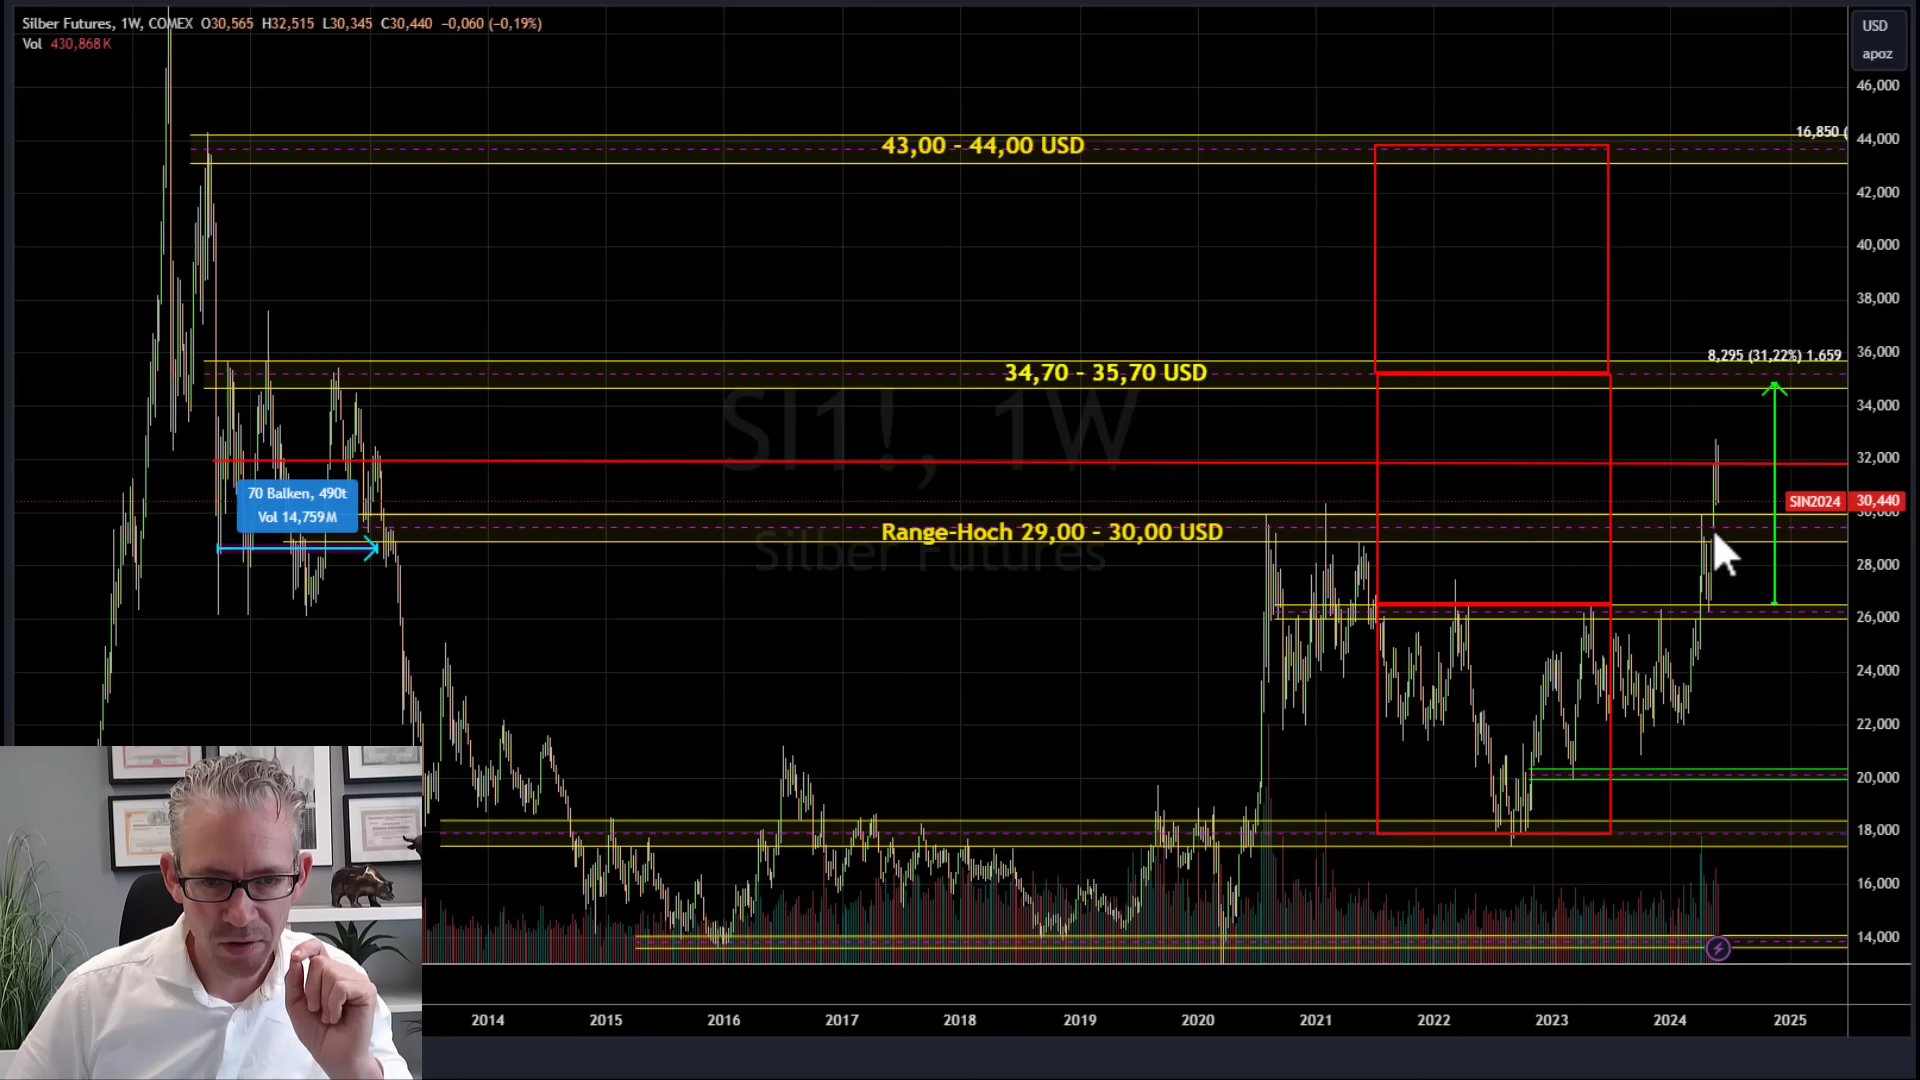 Silber Futures, 1W, COMEX O30,565 H32,515 L30,345 C30,440 −0,060 (−0,19%)
Vol 430,868K
USD
apoz
46,000
16,850 (
44,000
43,00 - 44,00 USD
42,000
40,000
38,000
36,000
8,295 (31,22%) 1.659
34,70 - 35,70 USD
34,000
SI1!, 1W
32,000
70 Balken, 490t
Vol 14,759M
SIN2024 30,440
30,000
Range-Hoch 29,00 - 30,00 USD
Silber Futures
28,000
26,000
24,000
22,000
20,000
18,000
16,000
14,000
2014 2015 2016 2017 2018 2019 2020 2021 2022 2023 2024 2025